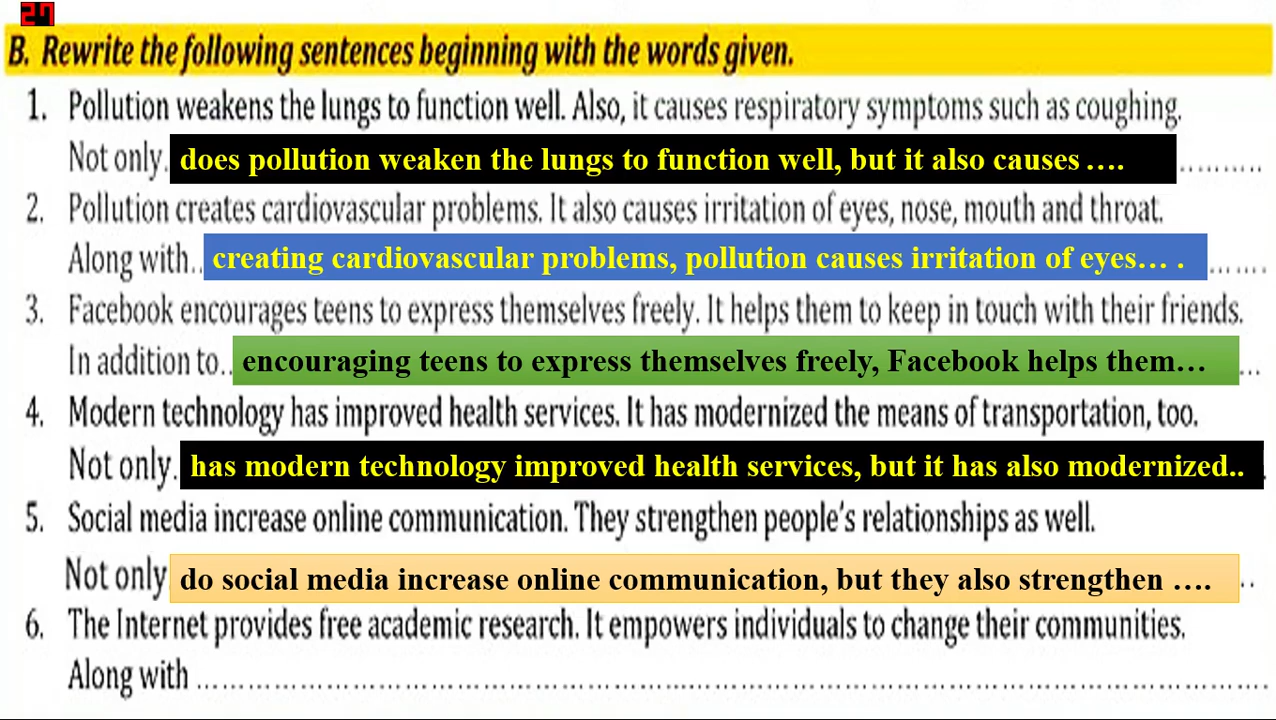 27
B. Rewrite the following sentences beginning with the words given.
1. Pollution weakens the lungs to function well. Also, it causes respiratory symptoms such as coughing.
Not only. does pollution weaken the lungs to function well, but it also causes …. ..........
2. Pollution creates cardiovascular problems. It also causes irritation of eyes, nose, mouth and throat.
Along with.. creating cardiovascular problems, pollution causes irritation of eyes… . .......
3. Facebook encourages teens to express themselves freely. It helps them to keep in touch with their friends.
In addition to.. encouraging teens to express themselves freely, Facebook helps them… ...
4. Modern technology has improved health services. It has modernized the means of transportation, too.
Not only. has modern technology improved health services, but it has also modernized..
5. Social media increase online communication. They strengthen people's relationships as well.
Not only do social media increase online communication, but they also strengthen …. ..
6. The Internet provides free academic research. It empowers individuals to change their communities.
Along with ……………………………………………………………………………………